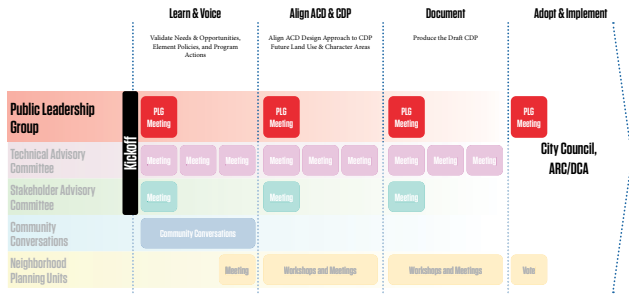 Learn & Voice
Align ACD & CDP
Document
Adopt & Implement
Validate Needs & Opportunities,
Element Policies, and Program
Actions
Align ACD Design Approach to CDP
Future Land Use & Character Areas
Produce the Draft CDP
Public Leadership
Group
Kickoff
PLG
Meeting
PLG
Meeting
PLG
Meeting
PLG
Meeting
Technical Advisory
Committee
Meeting
Meeting
Meeting
Meeting
Meeting
Meeting
Meeting
Meeting
Meeting
City Council,
ARC/DCA
Stakeholder Advisory
Committee
Meeting
Meeting
Meeting
Community
Conversations
Community Conversations
Neighborhood
Planning Units
Meeting
Workshops and Meetings
Workshops and Meetings
Vote